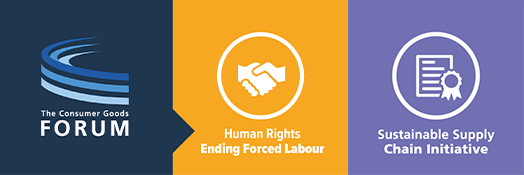 The Consumer Goods
FORUM
Human Rights
Ending Forced Labour
Sustainable Supply
Chain Initiative